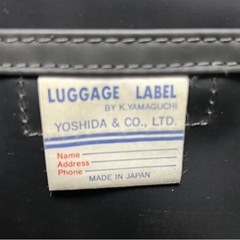 LUGGAGE LABEL
BY K.YAMAGUCHI
YOSHIDA & CO., LTD.
Name
Address
Phone
MADE IN JAPAN